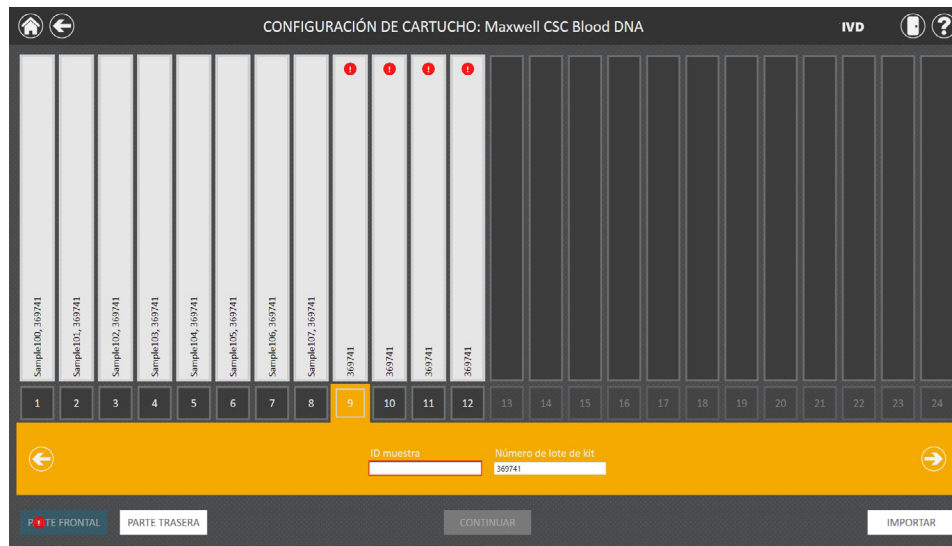 CONFIGURACIÓN DE CARTUCHO: Maxwell CSC Blood DNA
IVD
?
Sample100, 369741
Sample101, 369741
Sample102, 369741
Sample103, 369741
Sample104, 369741
Sample105, 369741
Sample106, 369741
Sample107, 369741
! 369741
! 369741
! 369741
! 369741
1 2 3 4 5 6 7 8 9 10 11 12 13 14 15 16 17 18 19 20 21 22 23 24
ID muestra
Número de lote de kit
369741
! FRONTAL
PARTE TRASERA
CONTINUAR
IMPORTAR